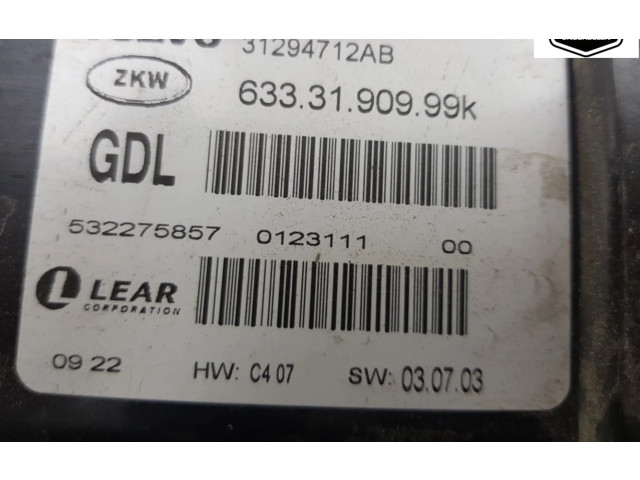 31294712AB
ZKW 633.31.909.99k
GDL
532275857 0123111 00
LEAR
CORPORATION
09 22 HW: C4 07 SW: 03.07.03